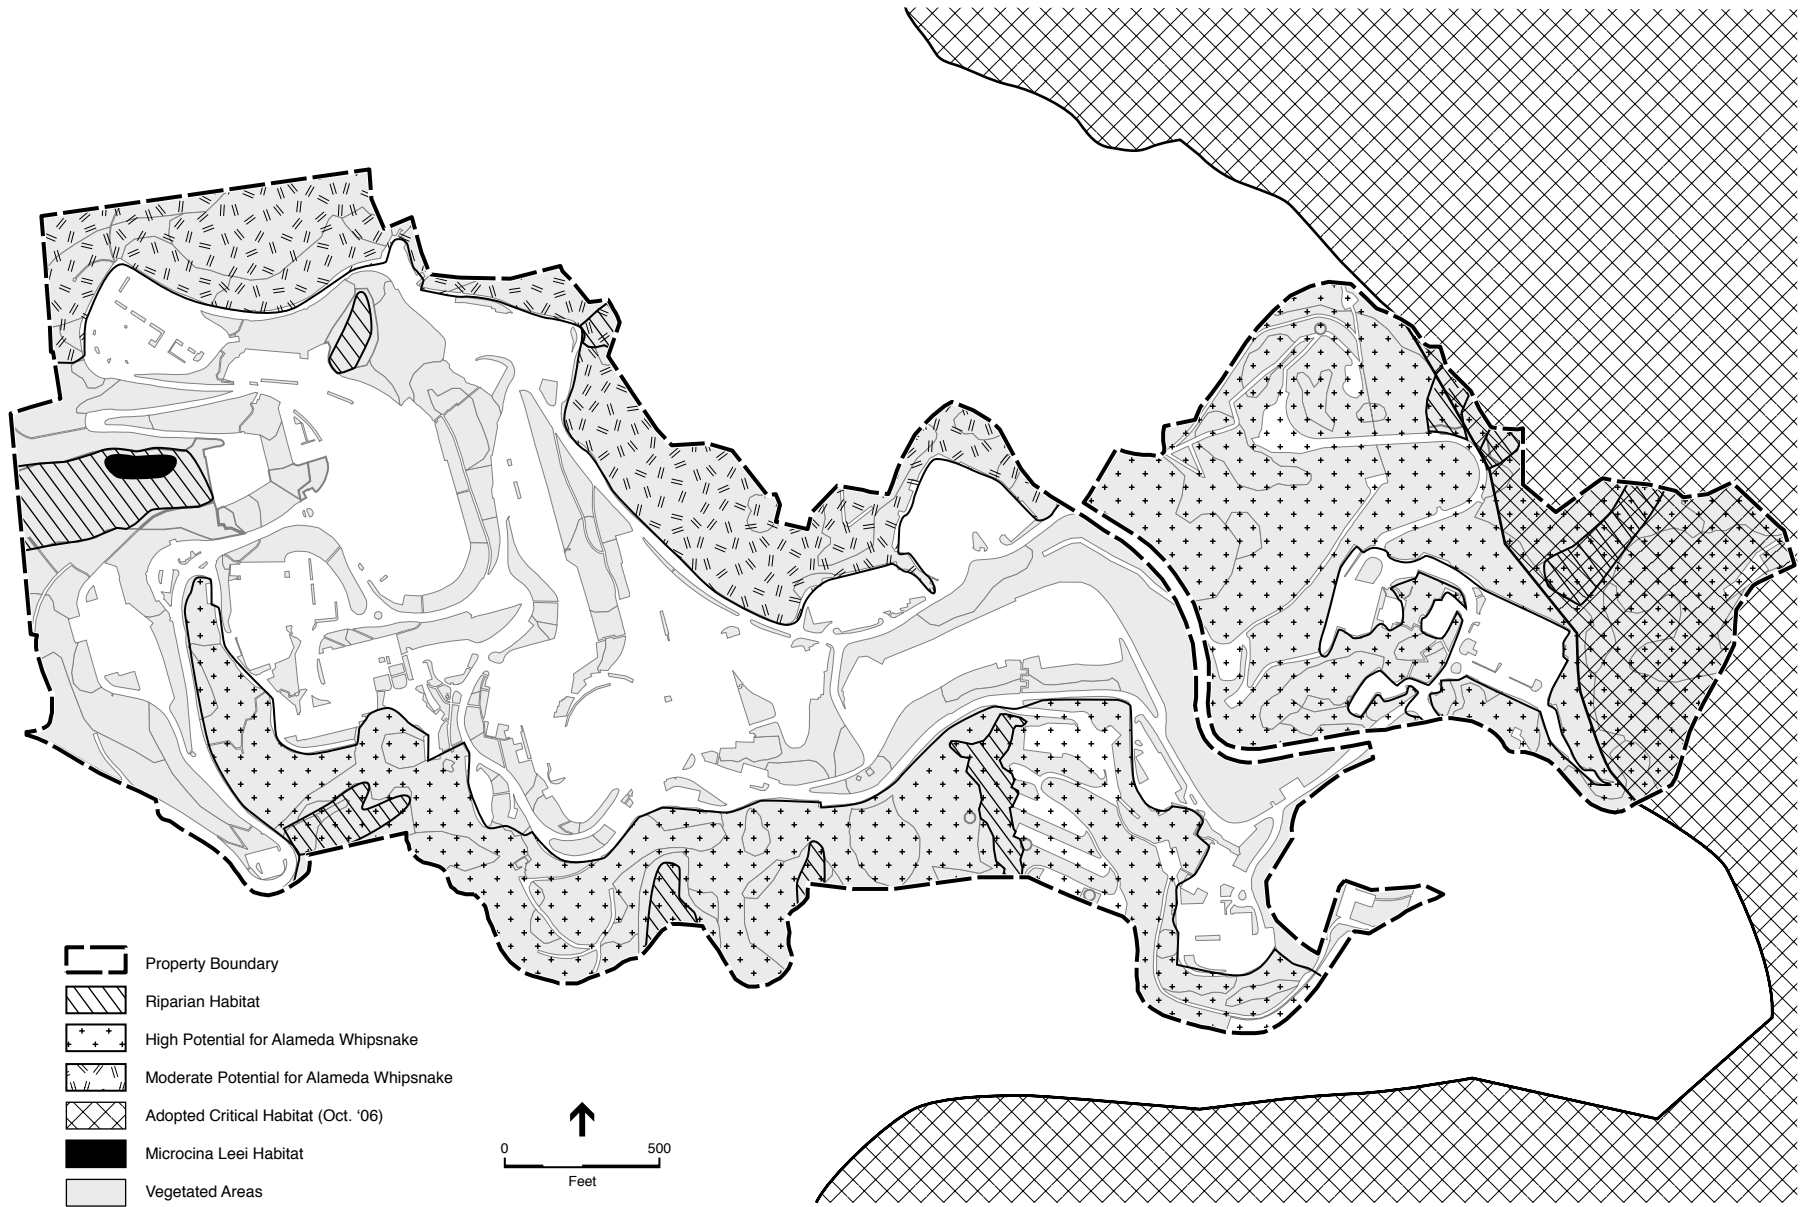 Property Boundary
Riparian Habitat
High Potential for Alameda Whipsnake
Moderate Potential for Alameda Whipsnake
Adopted Critical Habitat (Oct. ‘06)
Microcina Leei Habitat
Vegetated Areas
0 500
Feet